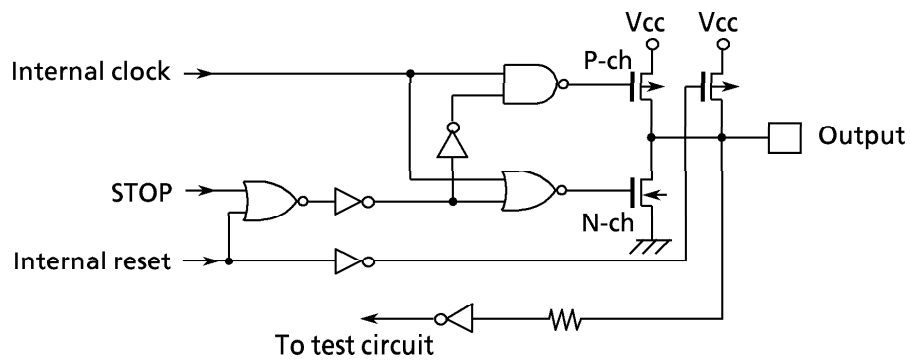 Vcc Vcc
P-ch
Internal clock
Output
STOP
N-ch
Internal reset
To test circuit